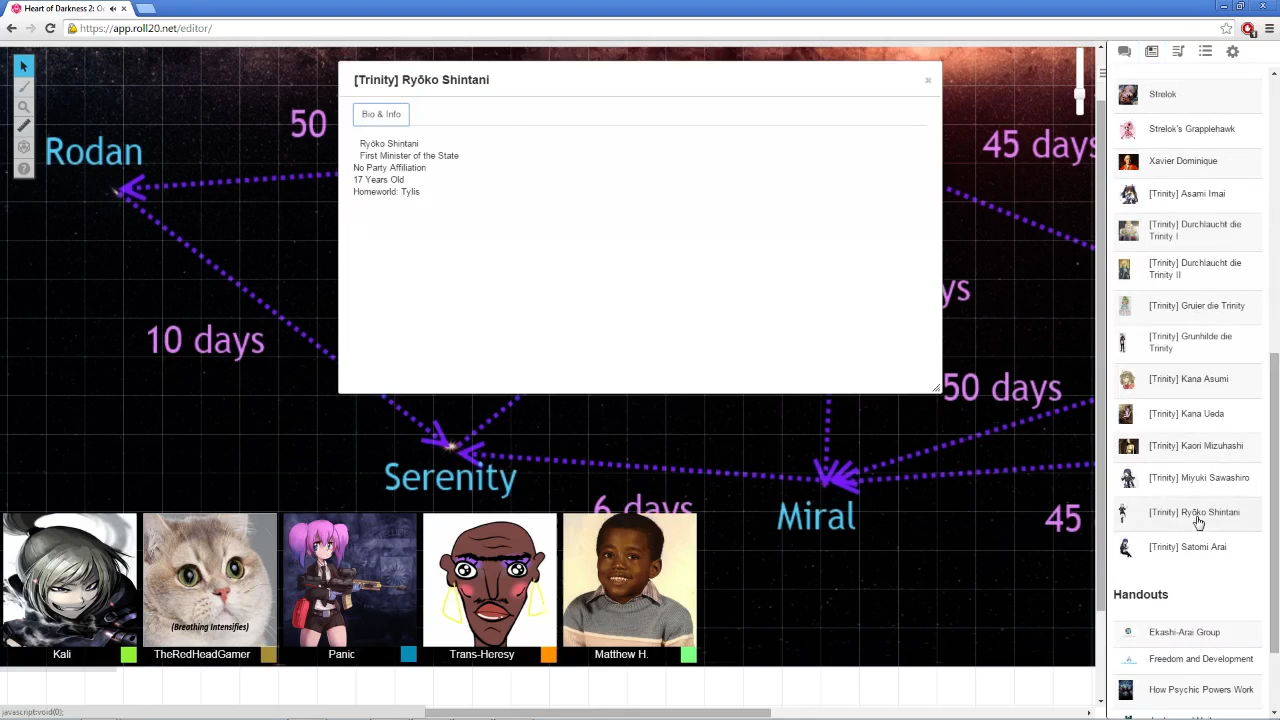 Heart of Darkness 2: Oc
https://app.roll20.net/editor/
[Trinity] Ryōko Shintani
Bio & Info
Ryōko Shintani
First Minister of the State
No Party Affiliation
17 Years Old
Homeworld: Tylis
Rodan
50
45 days
10 days
ys
50 days
Serenity
6 days
Miral
45
(Breathing Intensifies)
Kali
TheRedHeadGamer
Panic
Trans-Heresy
Matthew H.
Strelok
Strelok's Grapplehawk
Xavier Dominique
[Trinity] Asami Imai
[Trinity] Durchlaucht die
Trinity I
[Trinity] Durchlaucht die
Trinity II
[Trinity] Gruier die Trinity
[Trinity] Grunhilde die
Trinity
[Trinity] Kana Asumi
[Trinity] Kana Ueda
[Trinity] Kaori Mizuhashi
[Trinity] Miyuki Sawashiro
[Trinity] Ryōko Shintani
[Trinity] Satomi Arai
Handouts
Ekashi-Arai Group
Freedom and Development
How Psychic Powers Work
javascript:void(0);